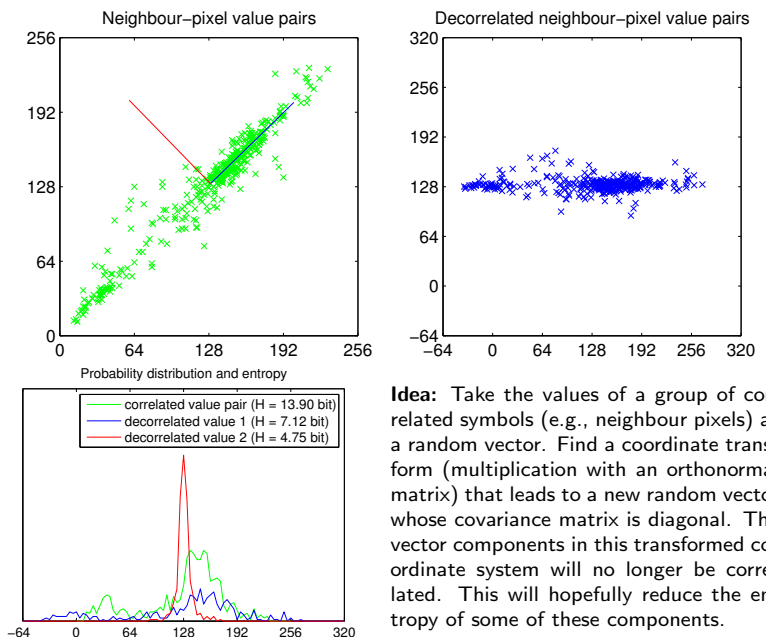 Neighbour−pixel value pairs
256
192
128
64
0
0 64 128 192 256
Decorrelated neighbour−pixel value pairs
320
256
192
128
64
0
−64
−64 0 64 128 192 256 320
Probability distribution and entropy
correlated value pair (H = 13.90 bit)
decorrelated value 1 (H = 7.12 bit)
decorrelated value 2 (H = 4.75 bit)
−64 0 64 128 192 256 320
Idea: Take the values of a group of cor
related symbols (e.g., neighbour pixels) a
a random vector. Find a coordinate trans
form (multiplication with an orthonorma
matrix) that leads to a new random vector
whose covariance matrix is diagonal. Th
vector components in this transformed co
ordinate system will no longer be corre
lated. This will hopefully reduce the en
tropy of some of these components.